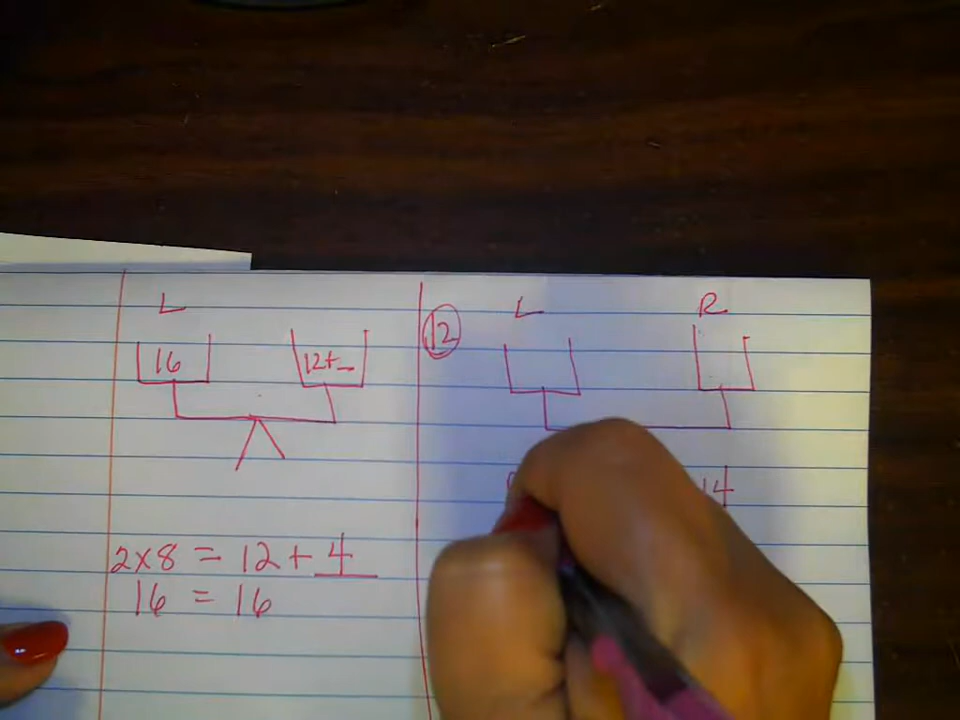 L
16 12+_
2x8 = 12+ 4
16 = 16
12 L R
14